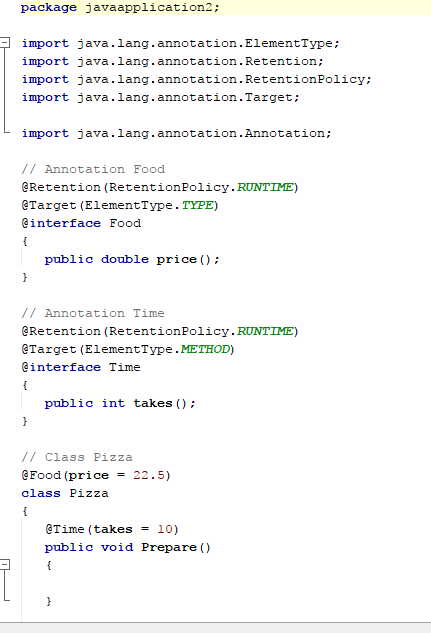 package javaapplication2;
import java.lang.annotation.ElementType;
import java.lang.annotation.Retention;
import java.lang.annotation.RetentionPolicy;
import java.lang.annotation.Target;
import java.lang.annotation.Annotation;
// Annotation Food
@Retention(RetentionPolicy.RUNTIME)
@Target(ElementType.TYPE)
@interface Food
{
public double price();
}
// Annotation Time
@Retention(RetentionPolicy.RUNTIME)
@Target(ElementType.METHOD)
@interface Time
{
public int takes();
}
// Class Pizza
@Food(price = 22.5)
class Pizza
{
@Time(takes = 10)
public void Prepare()
{
}